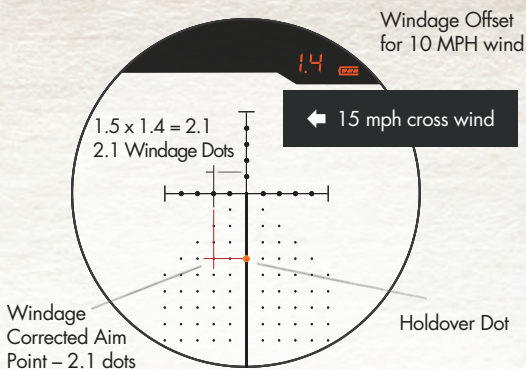 Windage Offset
for 10 MPH wind
1.4
15 mph cross wind
1.5 x 1.4 = 2.1
2.1 Windage Dots
Windage
Corrected Aim
Point – 2.1 dots
Holdover Dot